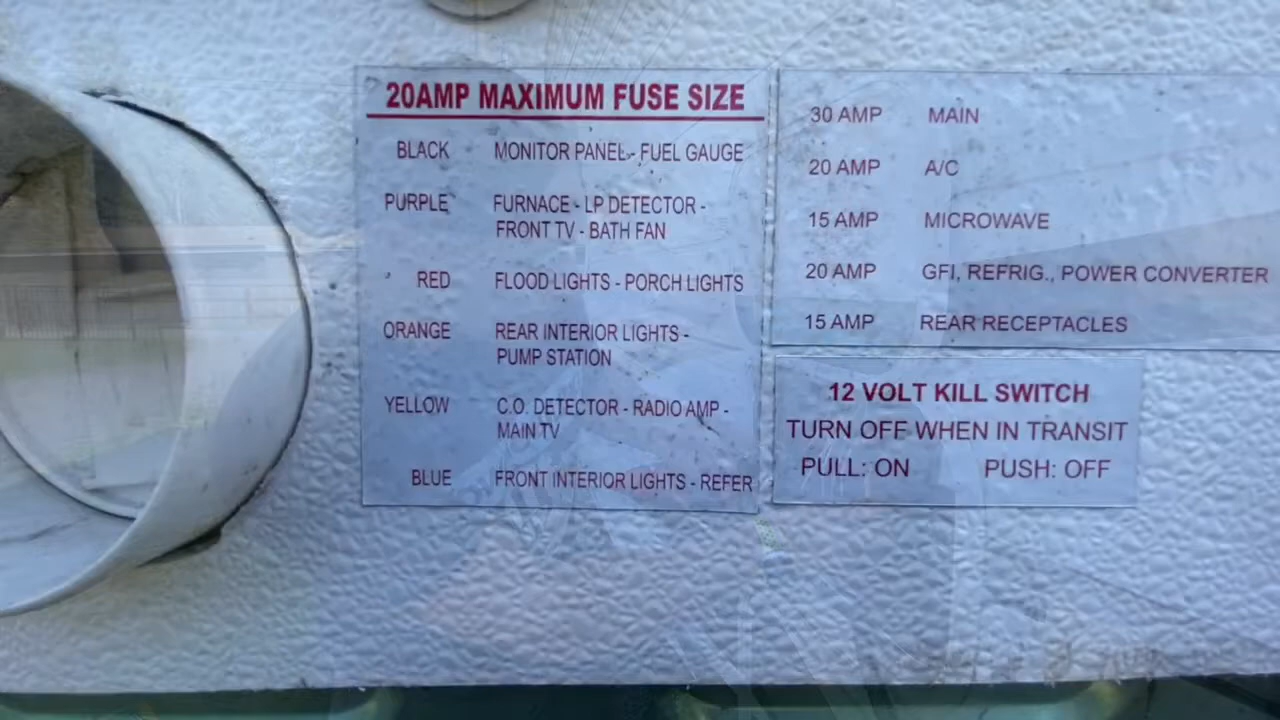 20AMP MAXIMUM FUSE SIZE
BLACK MONITOR PANEL - FUEL GAUGE
PURPLE FURNACE - LP DETECTOR -
FRONT TV - BATH FAN
RED FLOOD LIGHTS - PORCH LIGHTS
ORANGE REAR INTERIOR LIGHTS -
PUMP STATION
YELLOW C.O. DETECTOR - RADIO AMP -
MAIN TV
BLUE FRONT INTERIOR LIGHTS - REFER
30 AMP MAIN
20 AMP A/C
15 AMP MICROWAVE
20 AMP GFI, REFRIG., POWER CONVERTER
15 AMP REAR RECEPTACLES
12 VOLT KILL SWITCH
TURN OFF WHEN IN TRANSIT
PULL: ON PUSH: OFF